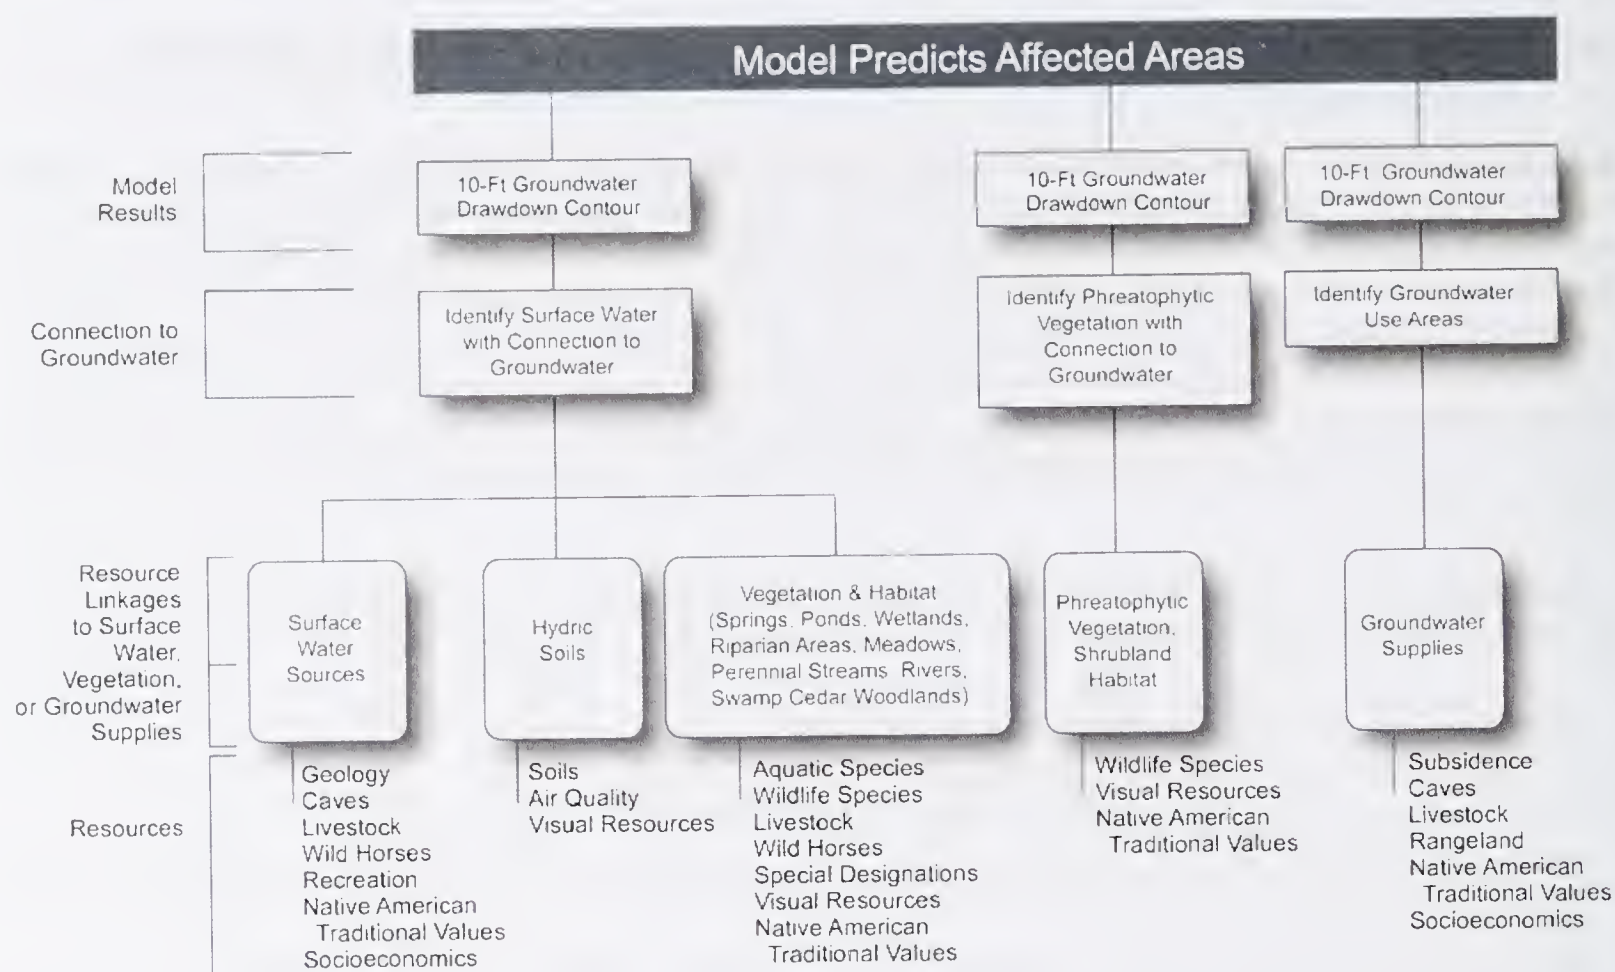 Model Predicts Affected Areas
Model
Results
10-Ft Groundwater
Drawdown Contour
10-Ft Groundwater
Drawdown Contour
10-Ft Groundwater
Drawdown Contour
Connection to
Groundwater
Identify Surface Water
with Connection to
Groundwater
Identify Phreatophytic
Vegetation with
Connection to
Groundwater
Identify Groundwater
Use Areas
Resource
Linkages
to Surface
Water,
Vegetation,
or Groundwater
Supplies
Surface
Water
Sources
Hydric
Soils
Vegetation & Habitat
(Springs, Ponds, Wetlands,
Riparian Areas, Meadows,
Perennial Streams Rivers,
Swamp Cedar Woodlands)
Phreatophytic
Vegetation,
Shrubland
Habitat
Groundwater
Supplies
Resources
Geology
Caves
Livestock
Wild Horses
Recreation
Native American
Traditional Values
Socioeconomics
Soils
Air Quality
Visual Resources
Aquatic Species
Wildlife Species
Livestock
Wild Horses
Special Designations
Visual Resources
Native American
Traditional Values
Wildlife Species
Visual Resources
Native American
Traditional Values
Subsidence
Caves
Livestock
Rangeland
Native American
Traditional Values
Socioeconomics